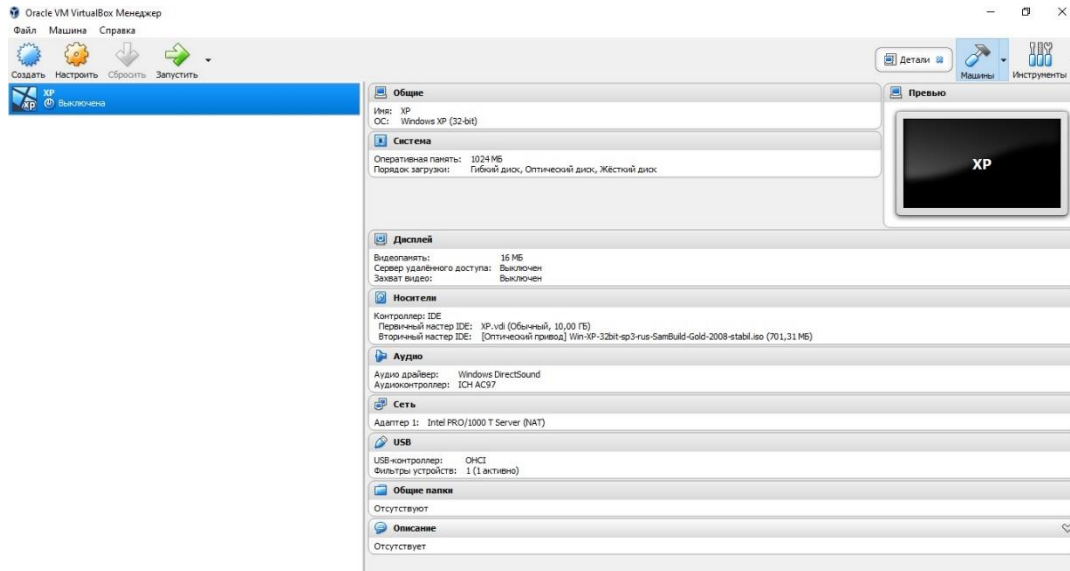 Oracle VM VirtualBox Менеджер
Файл Машина Справка
Создать Настроить Сбросить Запустить
Детали Машины Инструменты
XP
Выключена
Общие
Имя: XP
ОС: Windows XP (32-bit)
Система
Оперативная память: 1024 МБ
Порядок загрузки: Гибкий диск, Оптический диск, Жёсткий диск
Превью
XP
Дисплей
Видеопамять: 16 МБ
Сервер удалённого доступа: Выключен
Захват видео: Выключен
Носители
Контроллер: IDE
Первичный мастер IDE: XP.vdi (Обычный, 10,00 ГБ)
Вторичный мастер IDE: [Оптический привод] Win-XP-32bit-sp3-rus-SamBuild-Gold-2008-stabil.iso (701,31 МБ)
Аудио
Аудио драйвер: Windows DirectSound
Аудиоконтроллер: ICH AC97
Сеть
Адаптер 1: Intel PRO/1000 T Server (NAT)
USB
USB-контроллер: OHCI
Фильтры устройств: 1 (1 активно)
Общие папки
Отсутствуют
Описание
Отсутствует